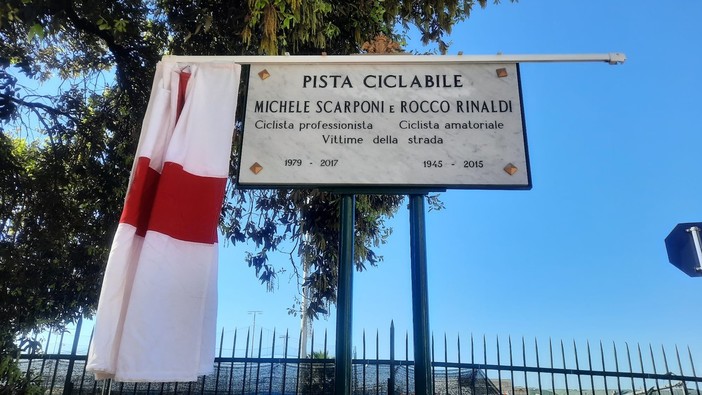 PISTA CICLABILE
MICHELE SCARPONI E ROCCO RINALDI
Ciclista professionista Ciclista amatoriale
Vittime della strada
1979 - 2017 1945 - 2015